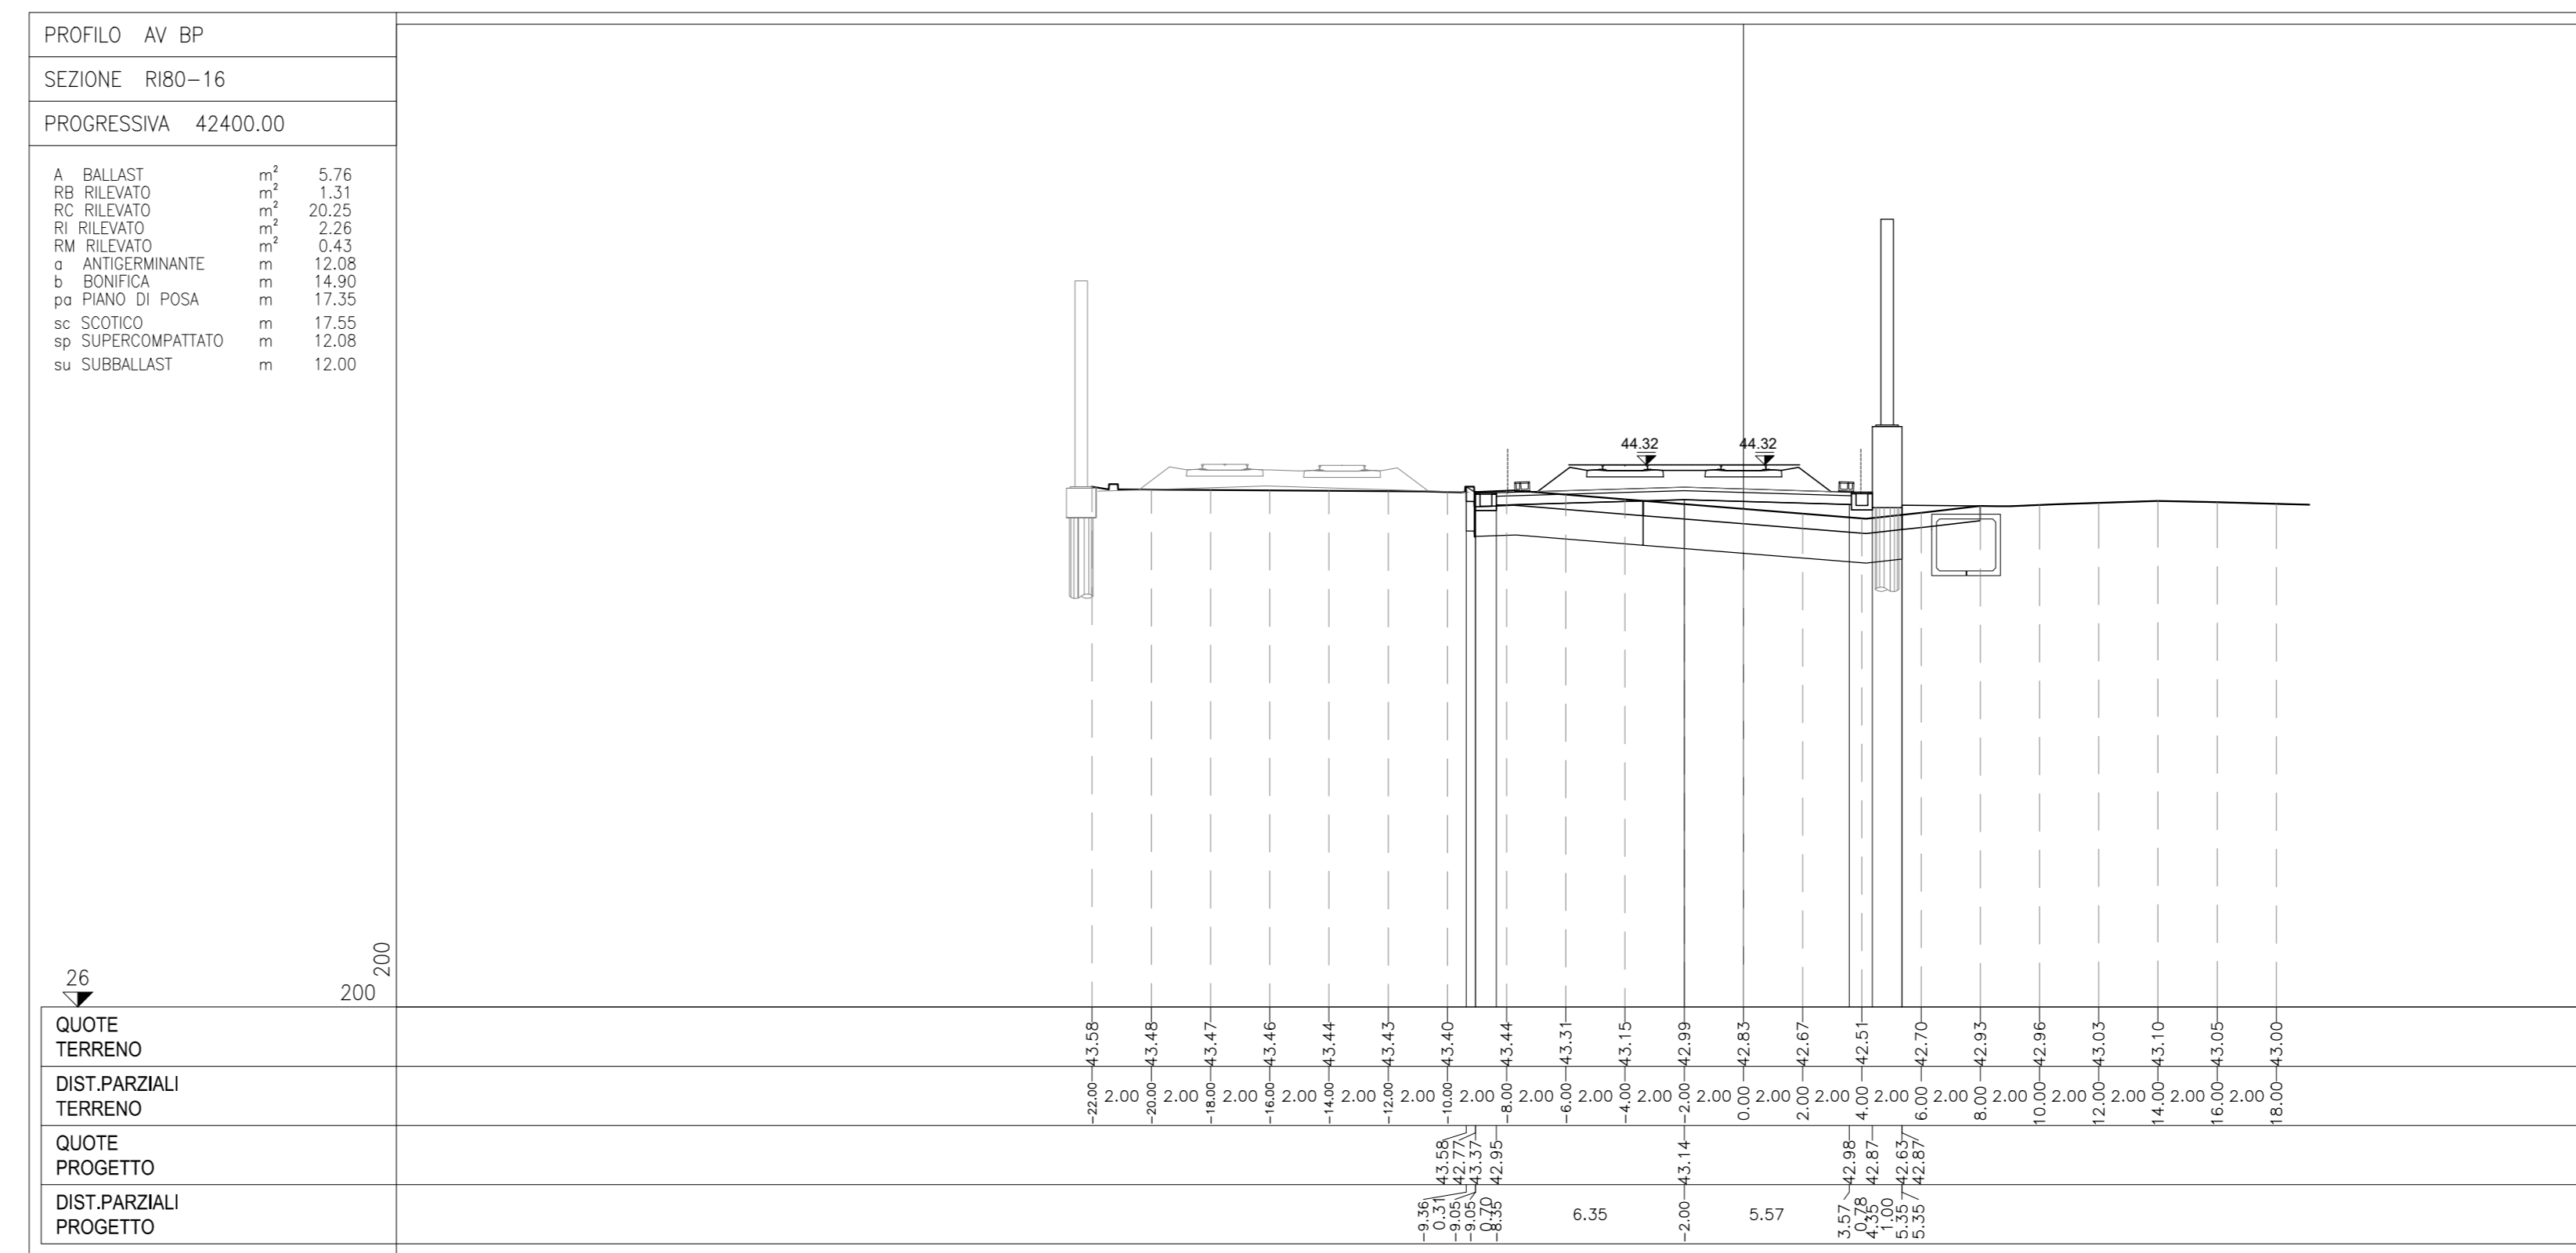 PROFILO AV BP
SEZIONE RI80-16
PROGRESSIVA 42400.00
A BALLAST m² 5.76
RB RILEVATO m² 1.31
RC RILEVATO m² 20.25
RI RILEVATO m² 2.26
RM RILEVATO m² 0.43
a ANTIGERMINANTE m 12.08
b BONIFICA m 14.90
pa PIANO DI POSA m 17.35
sc SCOTICO m 17.55
sp SUPERCOMPATTATO m 12.08
su SUBBALLAST m 12.00
44.32 44.32
26
200
200
QUOTE
TERRENO
43.58 43.48 43.47 43.46 43.44 43.43 43.40 43.44 43.31 43.15 42.99 42.83 42.67 42.51 42.70 42.93 42.96 43.03 43.10 43.05 43.00
DIST.PARZIALI
TERRENO
-22.00 2.00 -20.00 2.00 -18.00 2.00 -16.00 2.00 -14.00 2.00 -12.00 2.00 -10.00 2.00 -8.00 2.00 -6.00 2.00 -4.00 2.00 -2.00 2.00 0.00 2.00 2.00 2.00 4.00 2.00 6.00 2.00 8.00 2.00 10.00 2.00 12.00 2.00 14.00 2.00 16.00 2.00 18.00
QUOTE
PROGETTO
43.58 42.77 43.37 42.95 43.14 42.98 42.87 42.63 42.87
DIST.PARZIALI
PROGETTO
-9.36 0.31 -9.05 -9.05 0.70 -8.35 6.35 -2.00 5.57 3.57 0.78 4.35 1.00 5.35 5.35